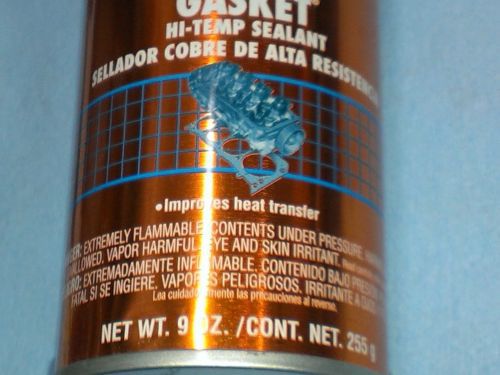 GASKET®
HI-TEMP SEALANT
SELLADOR COBRE DE ALTA RESISTENCIA
• Improves heat transfer
EXTREMELY FLAMMABLE. CONTENTS UNDER PRESSURE.
VAPOR HARMFUL. EYE AND SKIN IRRITANT.
EXTREMADAMENTE INFLAMABLE. CONTENIDO BAJO
FATAL SI SE INGIERE. VAPORES PELIGROSOS. IRRITANTE A
Lea cuidadosamente las precauciones al reverso.
NET WT. 9 OZ. /CONT. NET. 255 g